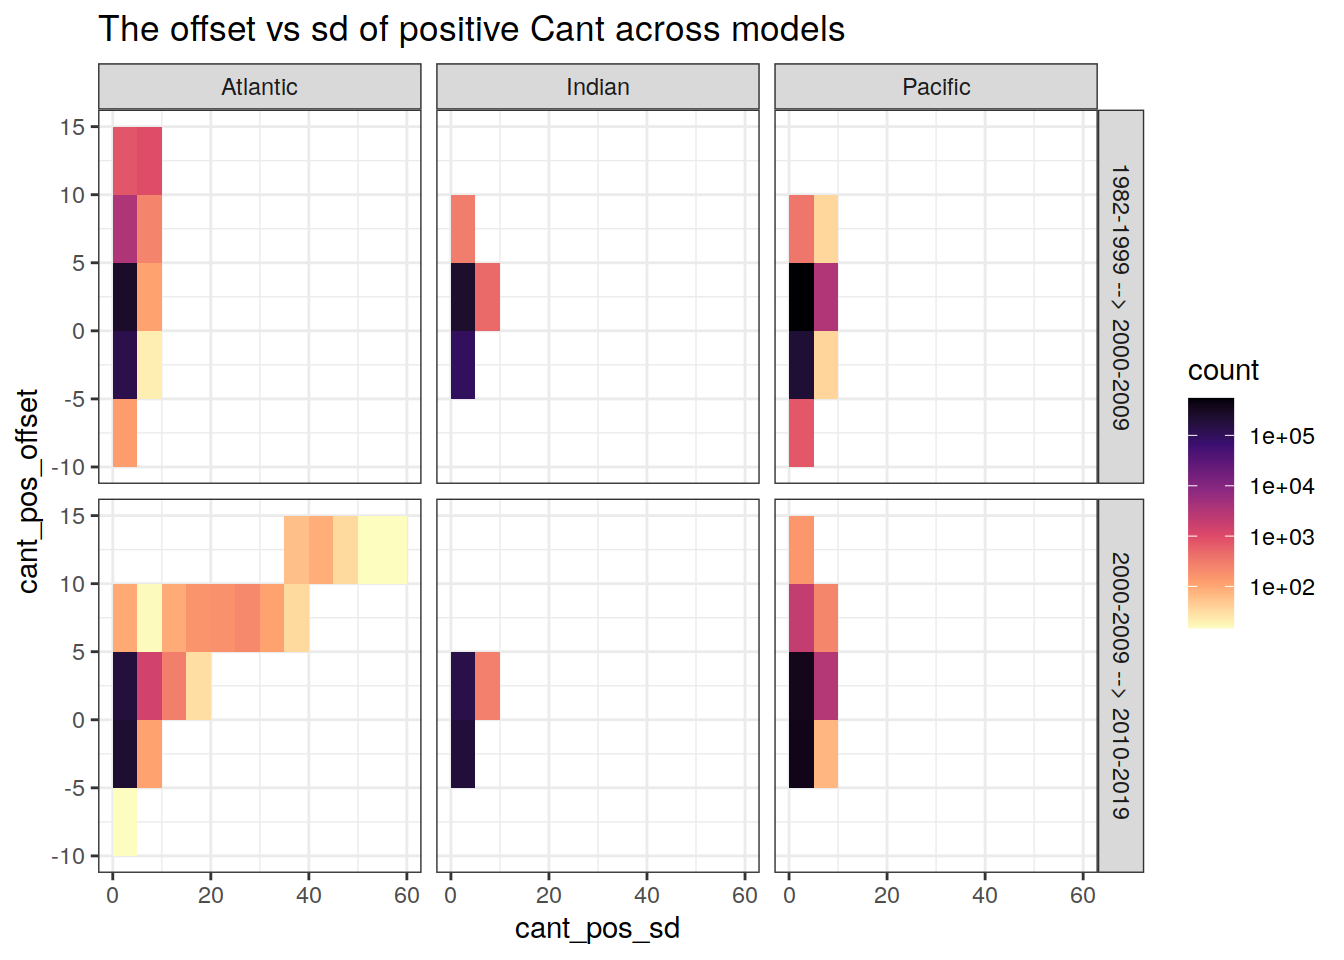 The offset vs sd of positive Cant across models
Atlantic
Indian
Pacific
15
10
5
0
-5
-10
1982-1999 --> 2000-2009
15
10
5
0
-5
-10
2000-2009 --> 2010-2019
0
20
40
60
0
20
40
60
0
20
40
60
cant_pos_sd
cant_pos_offset
count
1e+05
1e+04
1e+03
1e+02